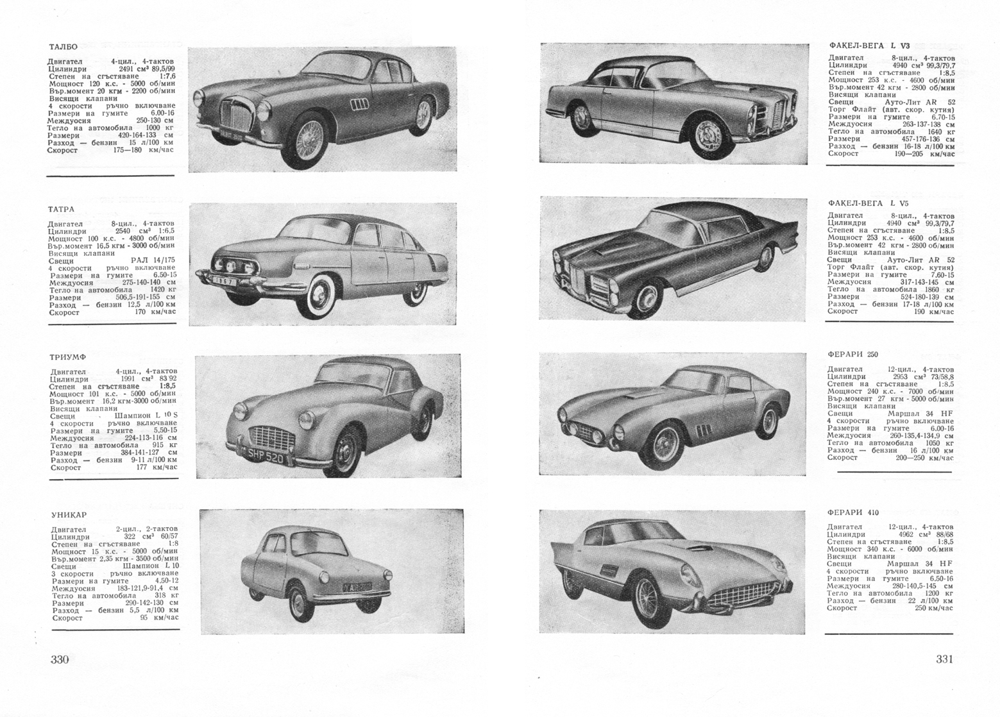 ТАЛБО
Двигател 4-цил., 4-тактов
Цилиндри 2491 см³ 89,5/99
Степен на сгъстяване 1:7,6
Мощност 120 к.с. - 5000 об/мин
Вър.момент 20 кгм - 2200 об/мин
Висящи клапани
4 скорости ръчно включване
Размери на гумите 6.00-16
Междуосия 250-130 см
Тегло на автомобила 1000 кг
Размери 420-164-133 см
Разход — бензин 15 л/100 км
Скорост 175—180 км/час
ТАТРА
Двигател 8-цил., 4-тактов
Цилиндри 2540 см³ 1:6,5
Мощност 100 к.с. - 4800 об/мин
Вър.момент 16,5 кгм - 3000 об/мин
Висящи клапани
Свещи РАЛ 14/175
4 скорости ръчно включване
Размери на гумите 6.50-15
Междуосия 275-140-140 см
Тегло на автомобила 1420 кг
Размери 506,5-191-155 см
Разход — бензин 12,5 л/100 км
Скорост 170 км/час
1957
ТРИУМФ
Двигател 4-цил., 4-тактов
Цилиндри 1991 см³ 83 92
Степен на сгъстяване 1:8,5
Мощност 101 к.с. - 5000 об/мин
Вър.момент 16,2 кгм-3000 об/мин
Висящи клапани
Свещи Шампион L 10 S
4 скорости ръчно включване
Размери на гумите 5,50-15
Междуосия 224-113-116 см
Тегло на автомобила 915 кг
Размери 384-141-127 см
Разход — бензин 9-11 л/100 км
Скорост 177 км/час
SHP 520
УНИКАР
Двигател 2-цил., 2-тактов
Цилиндри 322 см³ 60/57
Степен на сгъстяване 1:8
Мощност 15 к.с. - 5000 об/мин
Вър.момент 2,35 кгм - 3500 об/мин
Свещи Шампион L 10
3 скорости ръчно включване
Размери на гумите 4.50-12
Междуосия 183-121,9-91,4 см
Тегло на автомобила 318 кг
Размери 290-142-130 см
Разход — бензин 5,5 л/100 км
Скорост 95 км/час
330
ФАКЕЛ-ВЕГА L V3
Двигател 8-цил., 4-тактов
Цилиндри 4940 см³ 99,3/79,7
Степен на сгъстяване 1:8,5
Мощност 253 к.с. - 4600 об/мин
Вър.момент 42 кгм - 2800 об/мин
Висящи клапани
Свещи Ауто-Лит AR 52
Торг Флайт (авт. скор. кутия)
Размери на гумите 6.70-15
Междуосия 263-137-138 см
Тегло на автомобила 1640 кг
Размери 457-176-136 см
Разход — бензин 16-18 л/100 км
Скорост 190—205 км/час
ФАКЕЛ-ВЕГА L V5
Двигател 8-цил., 4-тактов
Цилиндри 4940 см³ 99,3/79,7
Степен на сгъстяване 1:8.5
Мощност 253 к.с. - 4600 об/мин
Вър.момент 42 кгм - 2800 об/мин
Висящи клапани
Свещи Ауто-Лит AR 52
Торг Флайт (авт. скор. кутия)
Размери на гумите 7.60-15
Междуосия 317-143-145 см
Тегло на автомобила 1860 кг
Размери 524-180-139 см
Разход — бензин 17-18 л/100 км
Скорост 190 км/час
ФЕРАРИ 250
Двигател 12-цил., 4-тактов
Цилиндри 2953 см³ 73/58,8
Степен на сгъстяване 1:8.5
Мощност 240 к.с. - 7000 об/мин
Вър.момент 27 кгм - 5000 об/мин
Висящи клапани
Свещи Маршал 34 HF
4 скорости ръчно включване
Размери на гумите 6.00-16
Междуосия 260-135,4-134,9 см
Тегло на автомобила 1050 кг
Разход — бензин 16 л/100 км
Скорост 200—250 км/час
ФЕРАРИ 410
Двигател 12-цил., 4-тактов
Цилиндри 4962 см³ 88/68
Степен на сгъстяване 1:8,5
Мощност 340 к.с. - 6000 об/мин
Висящи клапани
Свещи Маршал 34 HF
4 скорости ръчно включване
Размери на гумите 6.50-16
Междуосия 280-140,5-145 см
Тегло на автомобила 1200 кг
Разход — бензин 22 л/100 км
Скорост 250 км/час
331